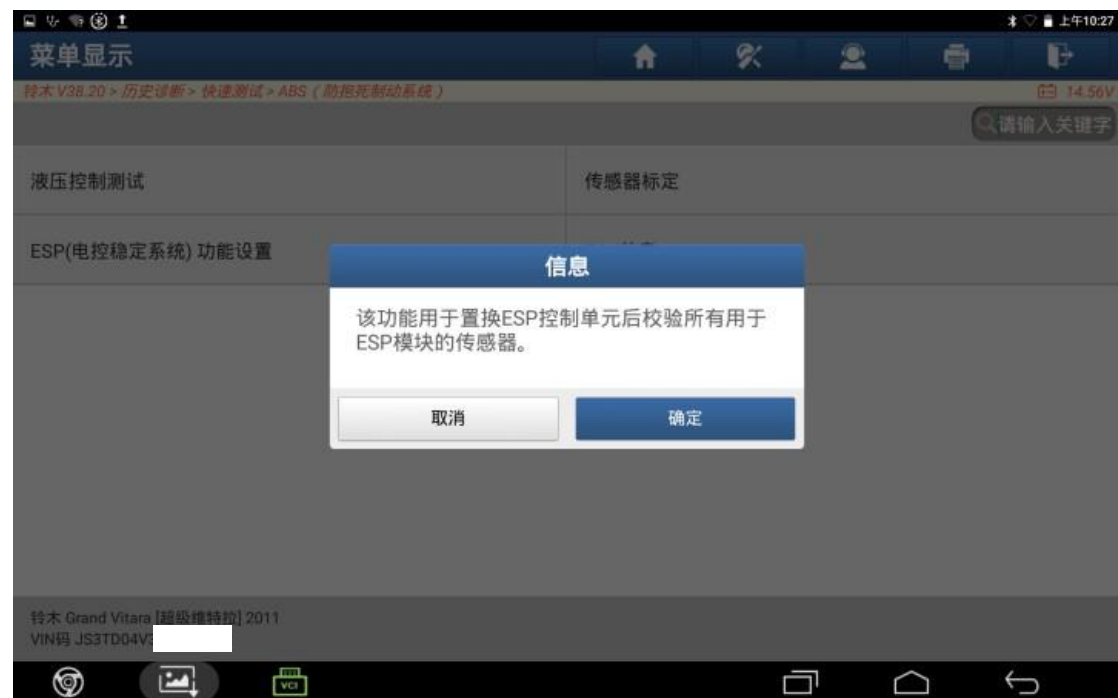 上午10:27
菜单显示
铃木 V38.20 > 历史诊断 > 快速测试 > ABS ( 防抱死制动系统 )
14.56V
请输入关键字
液压控制测试
传感器标定
ESP(电控稳定系统) 功能设置
信息
该功能用于置换ESP控制单元后校验所有用于
ESP模块的传感器。
取消
确定
铃木 Grand Vitara [超级维特拉] 2011
VIN码 JS3TD04V
VCI